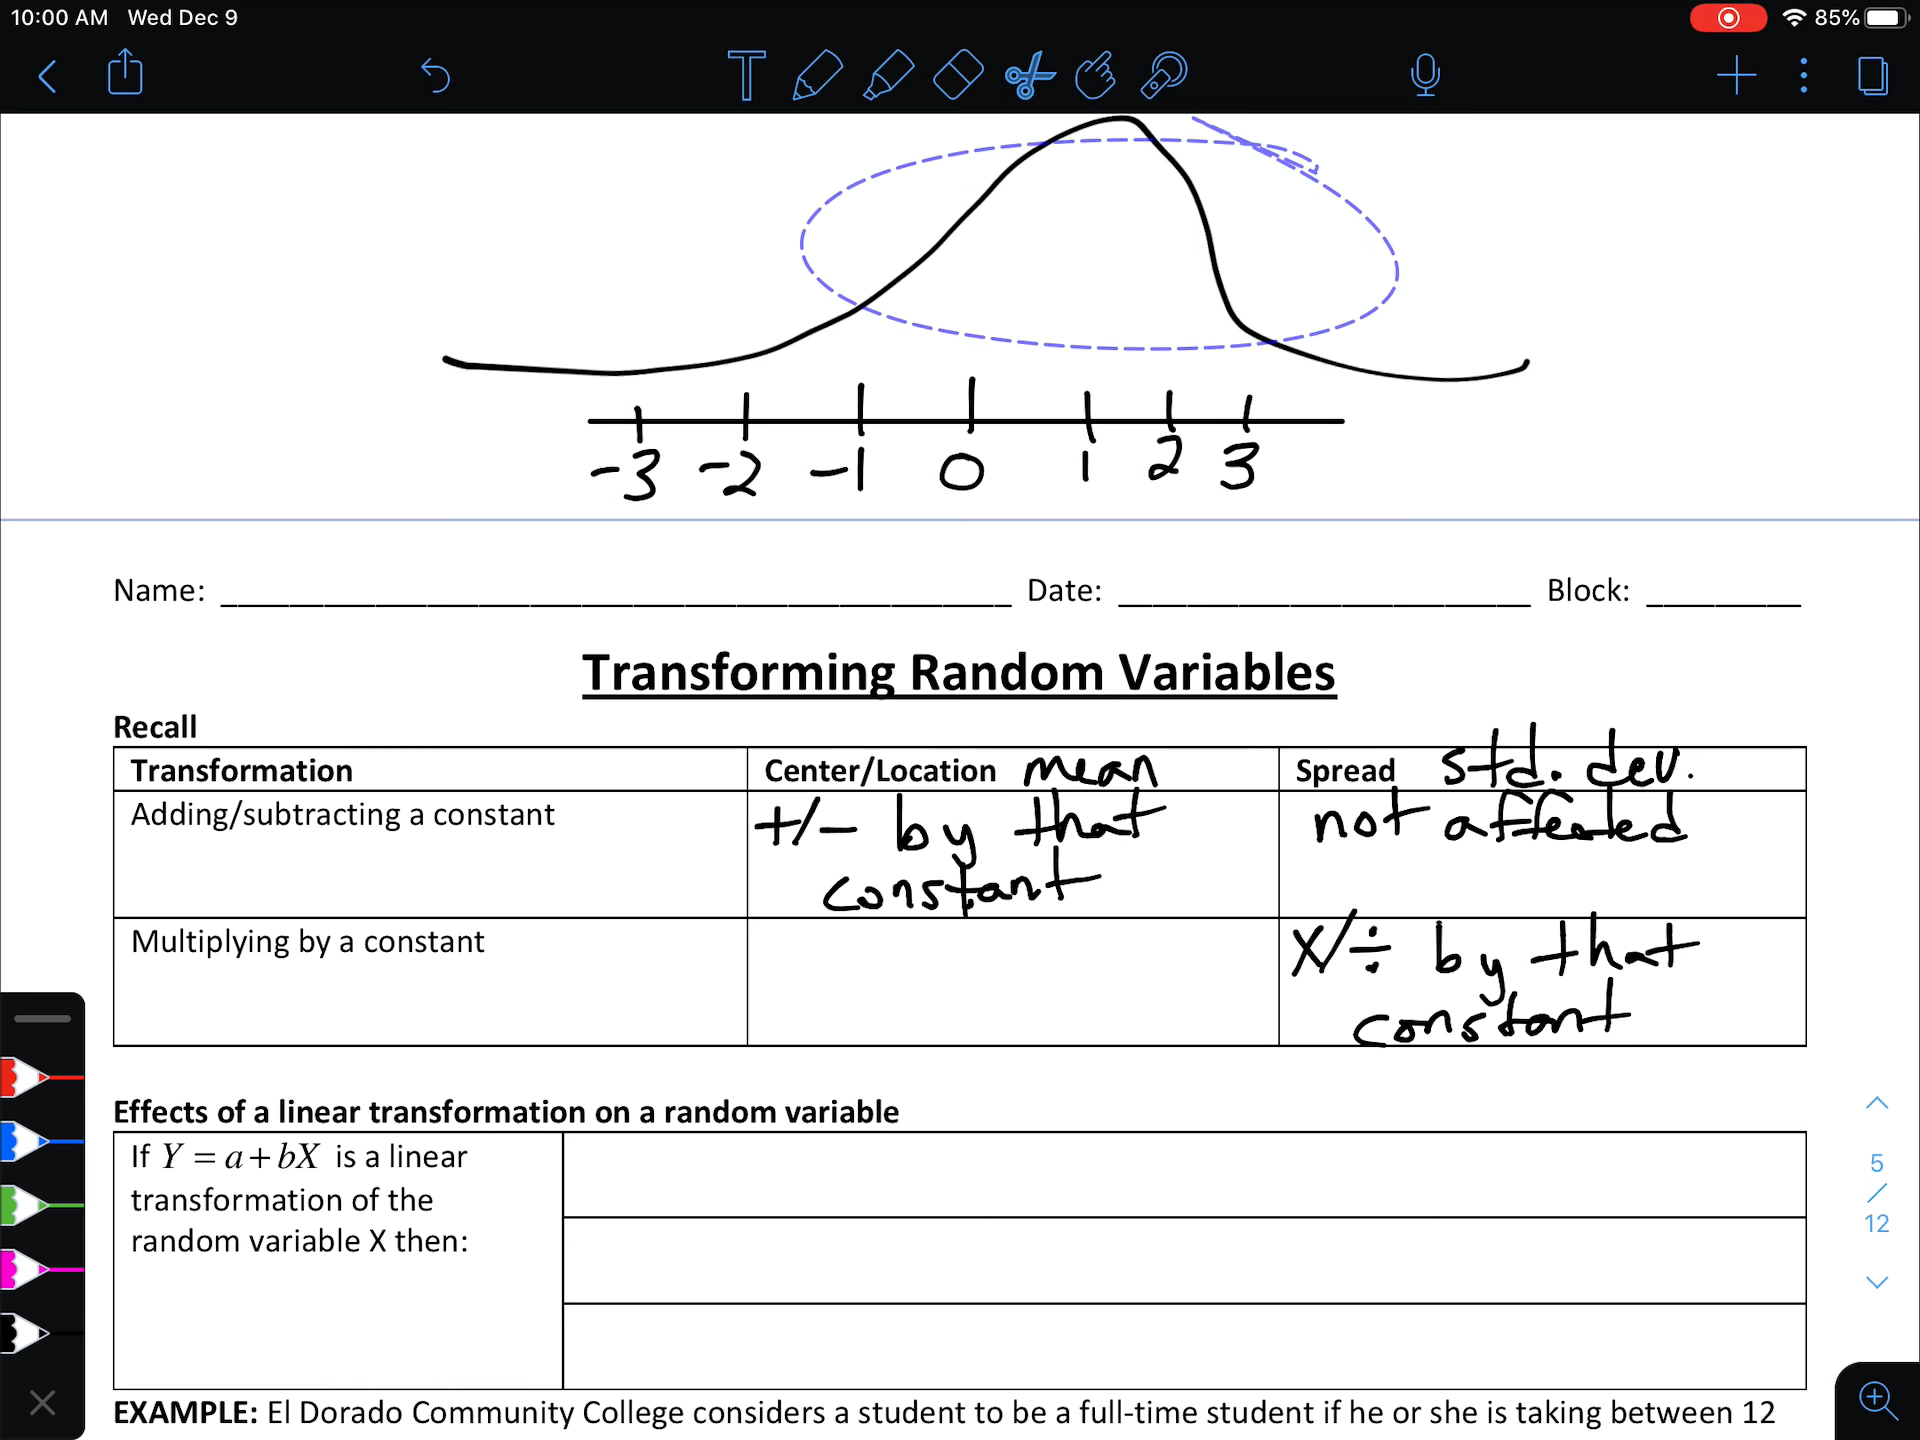 10:00 AM Wed Dec 9
85%
-3 -2 -1 0 1 2 3
Name: ______ Date: ______ Block: ______
Transforming Random Variables
Recall
Transformation Center/Location mean Spread std. dev.
Adding/subtracting a constant +/- by that constant not affected
Multiplying by a constant X/÷ by that constant
Effects of a linear transformation on a random variable
If Y = a + bX is a linear
transformation of the
random variable X then:
5
/
12
EXAMPLE: El Dorado Community College considers a student to be a full-time student if he or she is taking between 12